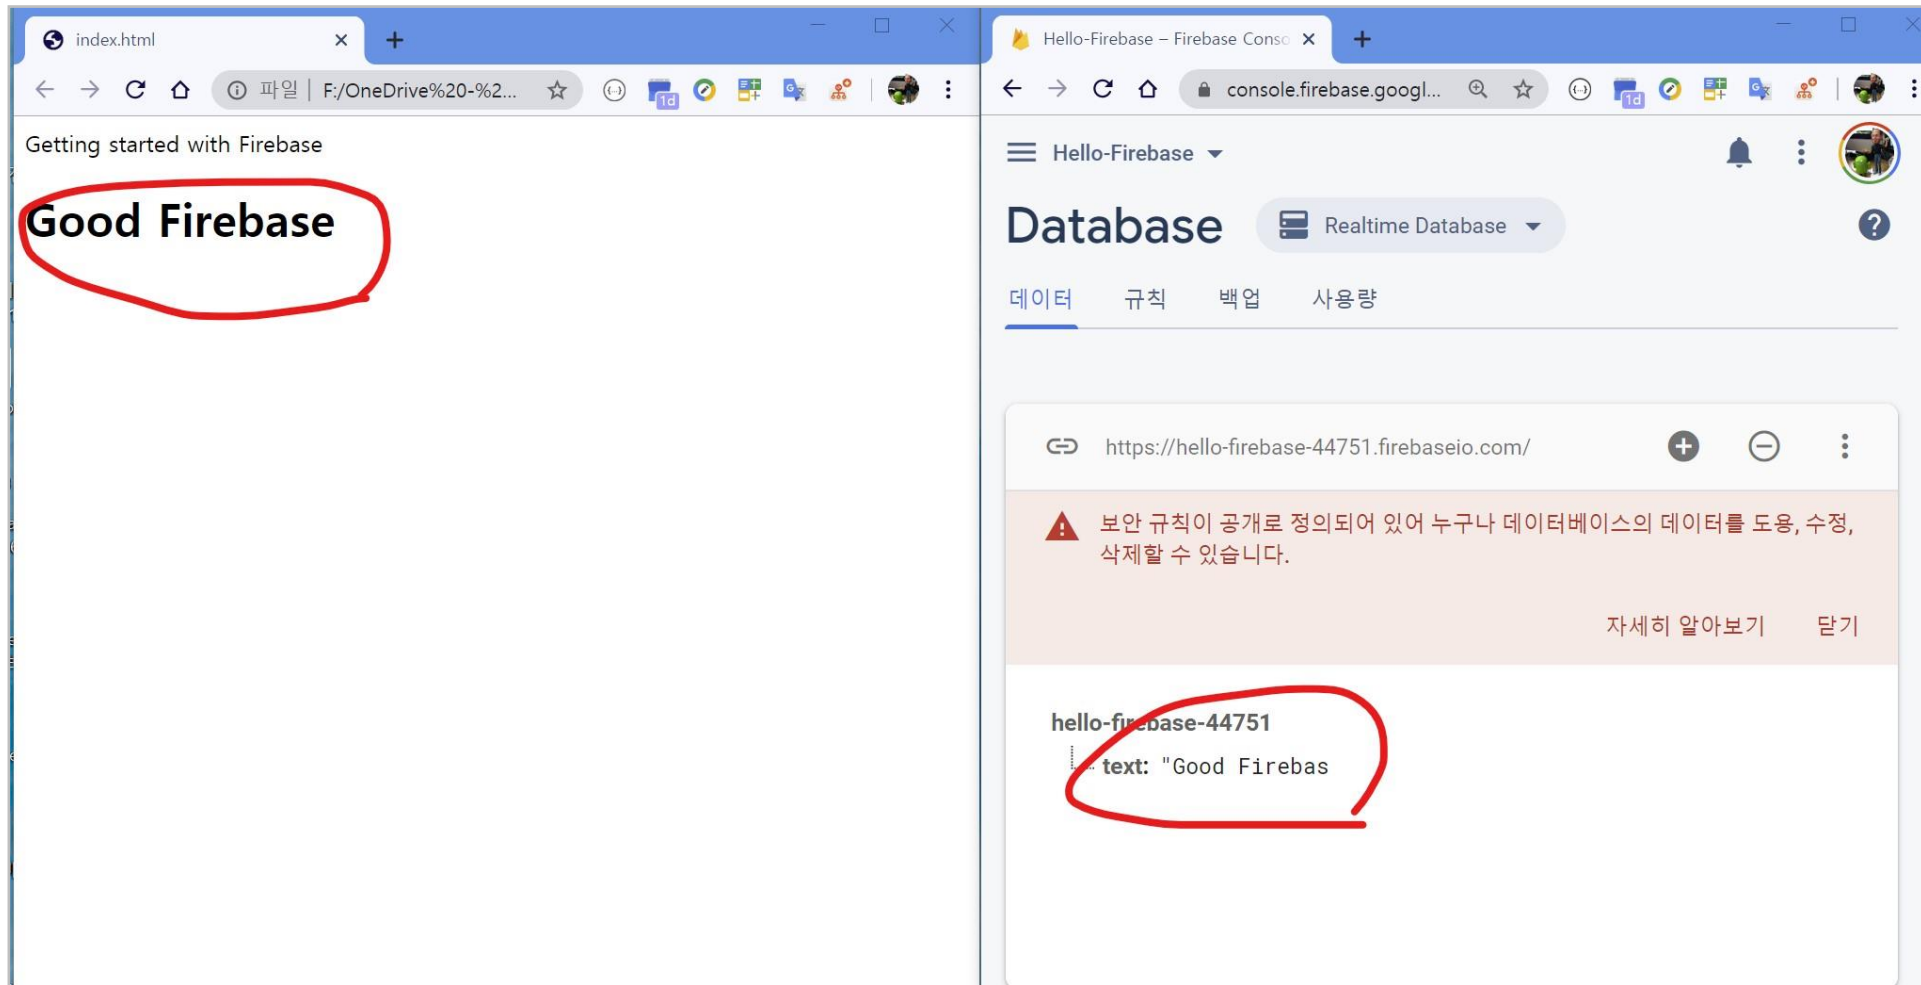 index.html
파일 | F:/OneDrive%20-%2...
1d
Getting started with Firebase
Good Firebase
Hello-Firebase – Firebase Conso
console.firebase.googl...
1d
Hello-Firebase
Database
Realtime Database
데이터 규칙 백업 사용량
https://hello-firebase-44751.firebaseio.com/
보안 규칙이 공개로 정의되어 있어 누구나 데이터베이스의 데이터를 도용, 수정,
삭제할 수 있습니다.
자세히 알아보기 닫기
hello-firebase-44751
text: "Good Firebas